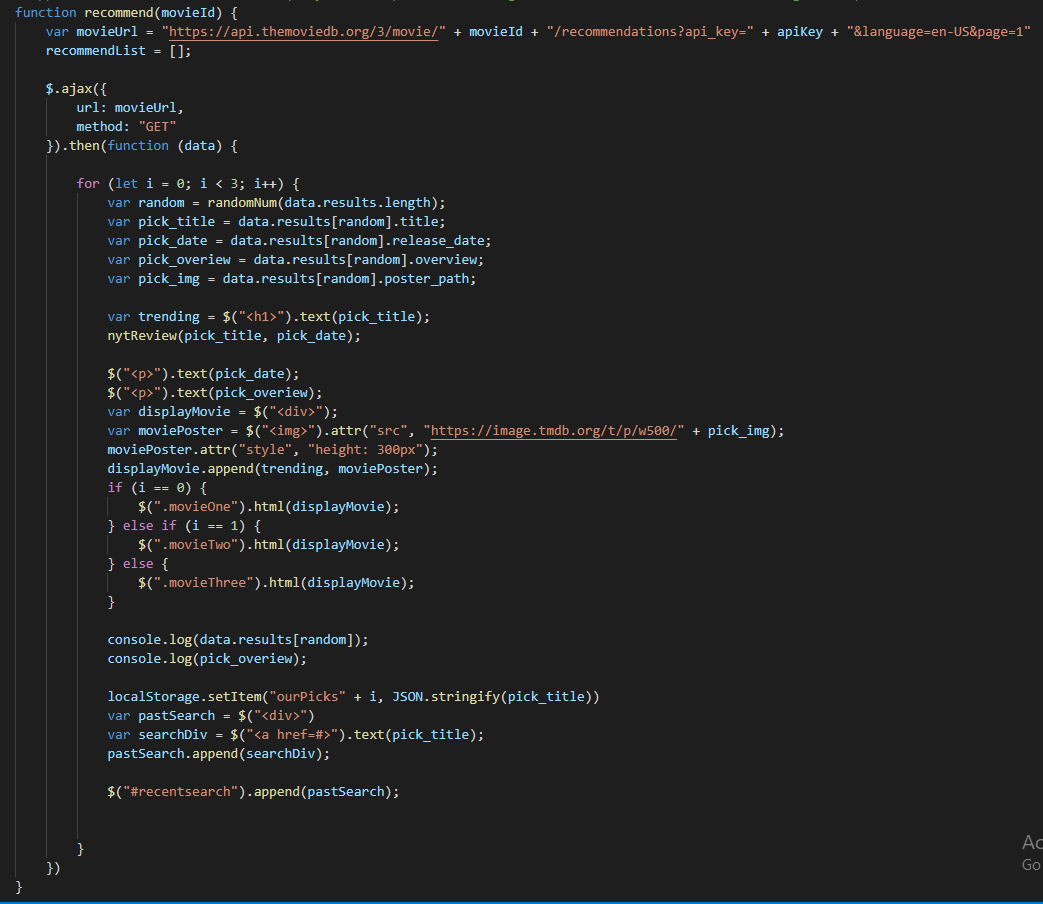 function recommend(movieId) {
    var movieUrl = "https://api.themoviedb.org/3/movie/" + movieId + "/recommendations?api_key=" + apiKey + "&language=en-US&page=1"
    recommendList = [];

    $.ajax({
        url: movieUrl,
        method: "GET"
    }).then(function (data) {

        for (let i = 0; i < 3; i++) {
            var random = randomNum(data.results.length);
            var pick_title = data.results[random].title;
            var pick_date = data.results[random].release_date;
            var pick_overiew = data.results[random].overview;
            var pick_img = data.results[random].poster_path;

            var trending = $("<h1>").text(pick_title);
            nytReview(pick_title, pick_date);

            $("<p>").text(pick_date);
            $("<p>").text(pick_overiew);
            var displayMovie = $("<div>");
            var moviePoster = $("<img>").attr("src", "https://image.tmdb.org/t/p/w500/" + pick_img);
            moviePoster.attr("style", "height: 300px");
            displayMovie.append(trending, moviePoster);
            if (i == 0) {
                $(".movieOne").html(displayMovie);
            } else if (i == 1) {
                $(".movieTwo").html(displayMovie);
            } else {
                $(".movieThree").html(displayMovie);
            }

            console.log(data.results[random]);
            console.log(pick_overiew);

            localStorage.setItem("ourPicks" + i, JSON.stringify(pick_title))
            var pastSearch = $("<div>")
            var searchDiv = $("<a href=#>").text(pick_title);
            pastSearch.append(searchDiv);

            $("#recentsearch").append(pastSearch);

        }
    })
}
Ac
Go